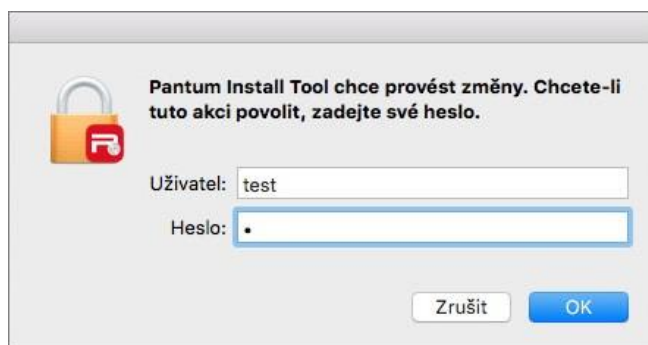 Pantum Install Tool chce provést změny. Chcete-li
tuto akci povolit, zadejte své heslo.
Uživatel: test
Heslo: •
Zrušit OK